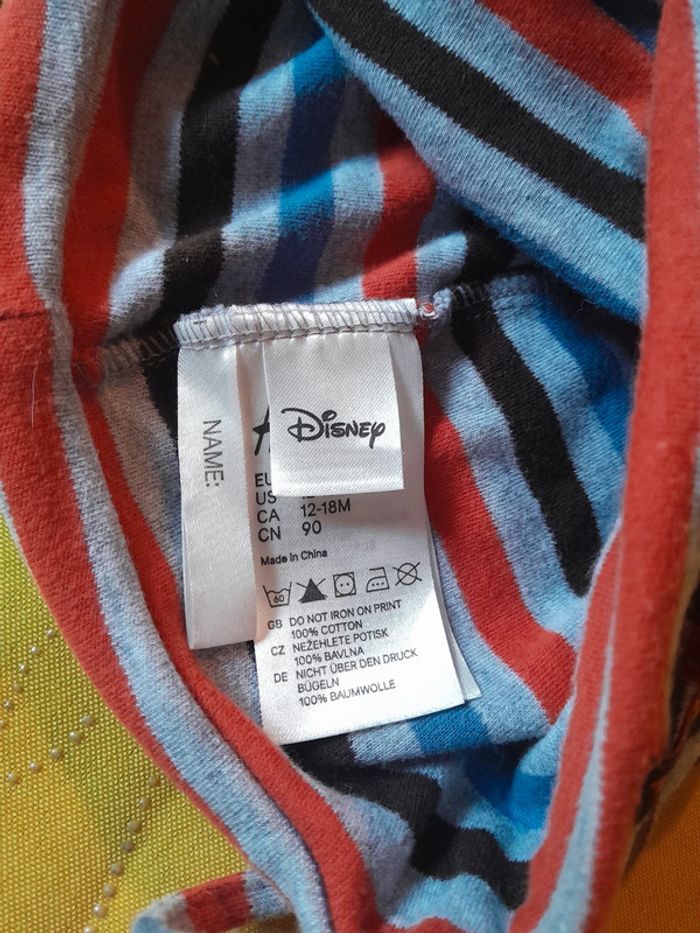 NAME:
Disney
EU
US
CA 12-18M
CN 90
Made in China
60
GB DO NOT IRON ON PRINT
100% COTTON
CZ NEŽEHLETE POTISK
100% BAVLNA
DE NICHT ÜBER DEN DRUCK
BÜGELN
100% BAUMWOLLE